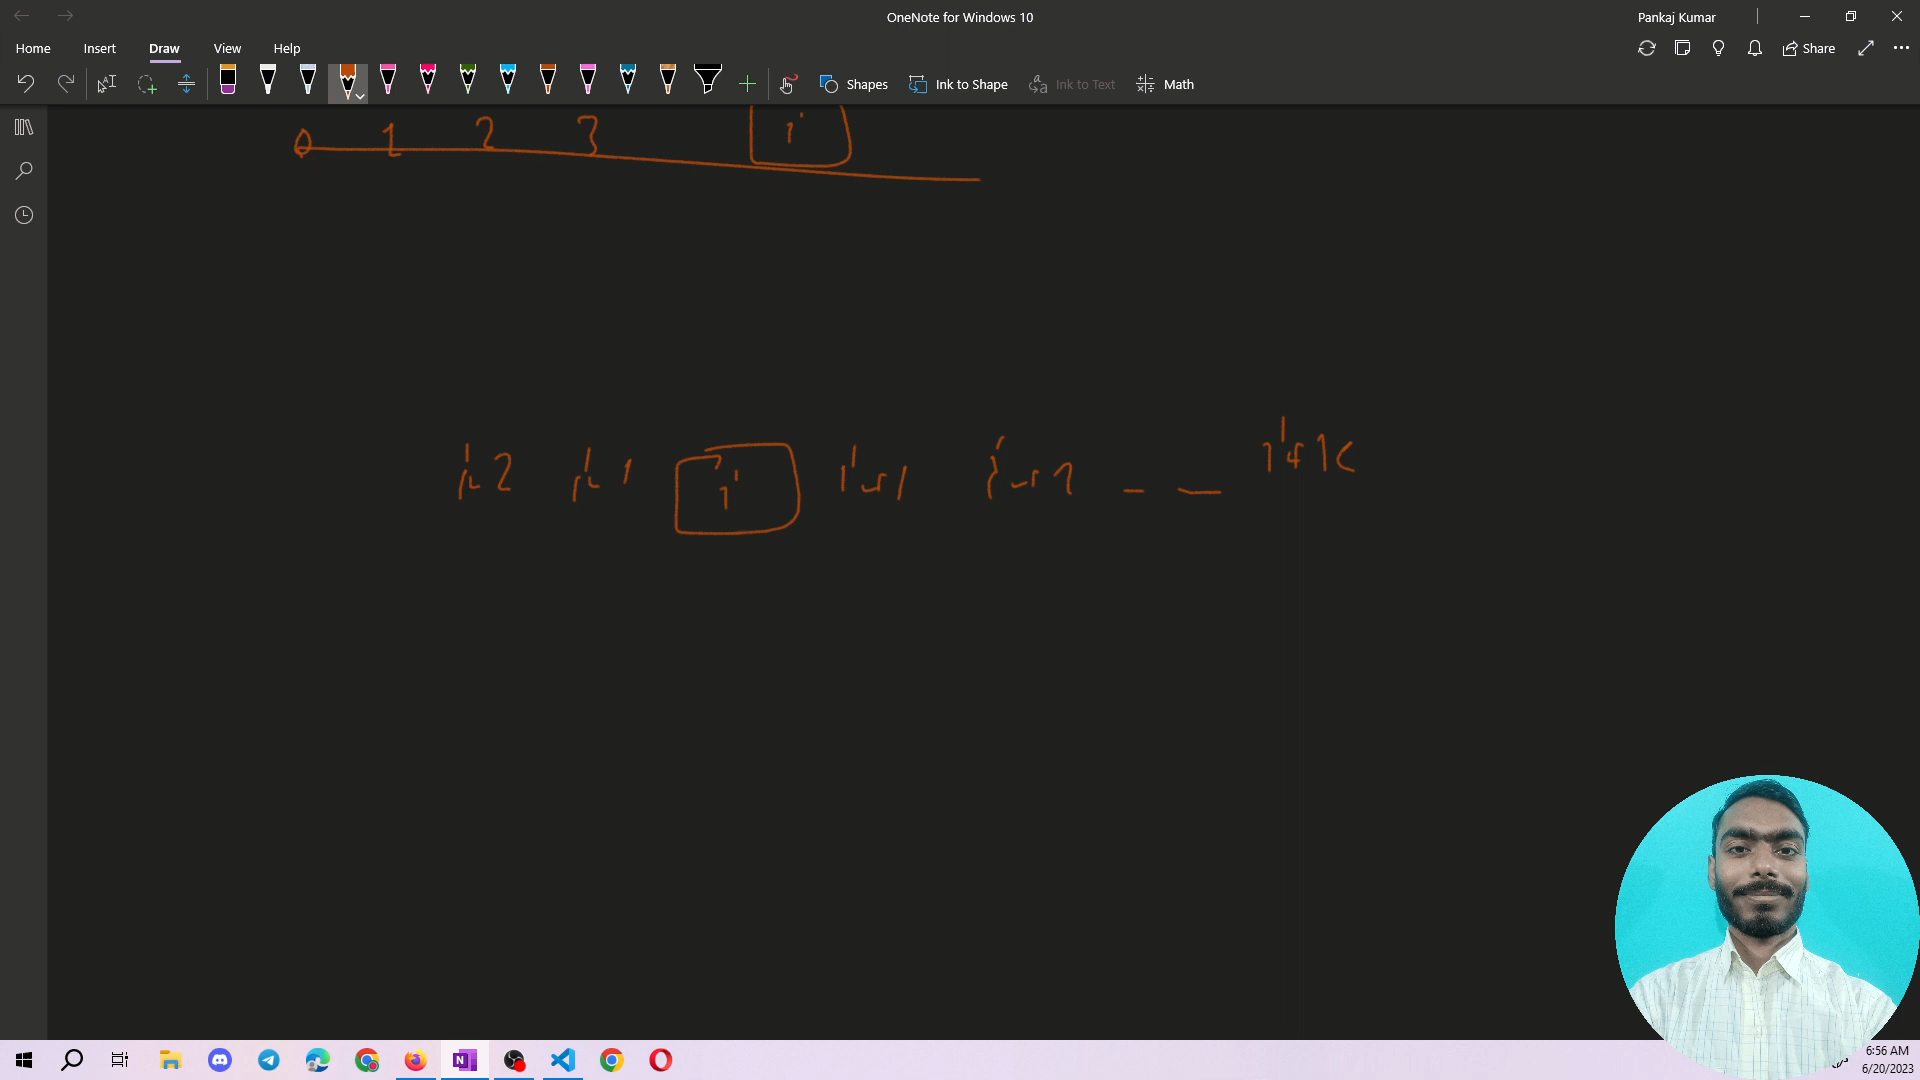 OneNote for Windows 10
Pankaj Kumar
Home Insert Draw View Help
Share
Shapes Ink to Shape Ink to Text Math
0 1 2 3 i
i-2 i-1 i i+1 i+2 _ _ i+k
6:56 AM
6/20/2023